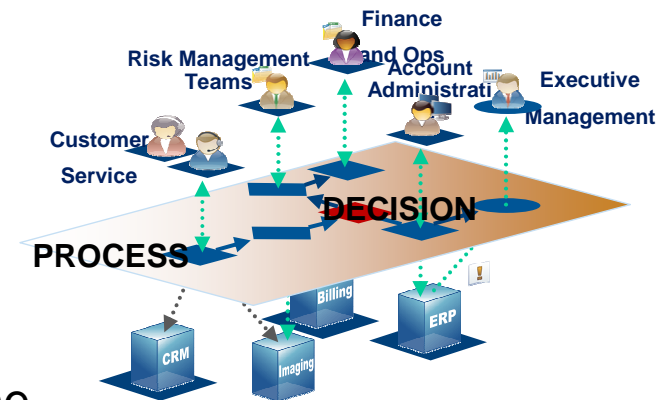 Finance
and Ops
Risk Management
Teams
Account
Administrati
Executive
Management
Customer
Service
DECISION
PROCESS
Billing
ERP
CRM
Imaging